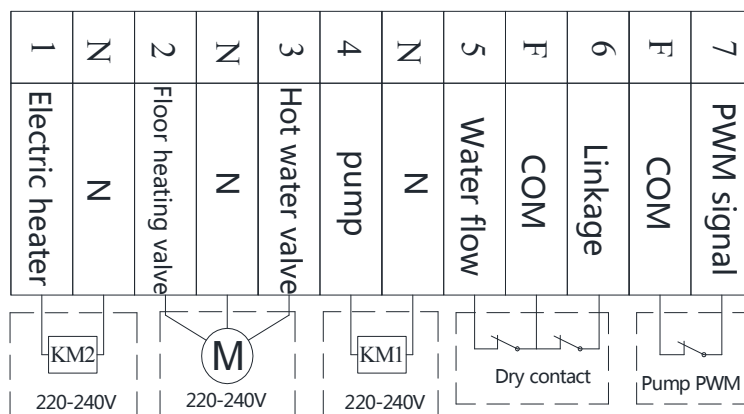 1 N 2 N 3 4 N 5 F 6 F 7
Electric heater
N
Floor heating valve
N
Hot water valve
pump
N
Water flow
COM
Linkage
COM
PWM signal
KM2 M KM1
220-240V 220-240V 220-240V Dry contact Pump PWM